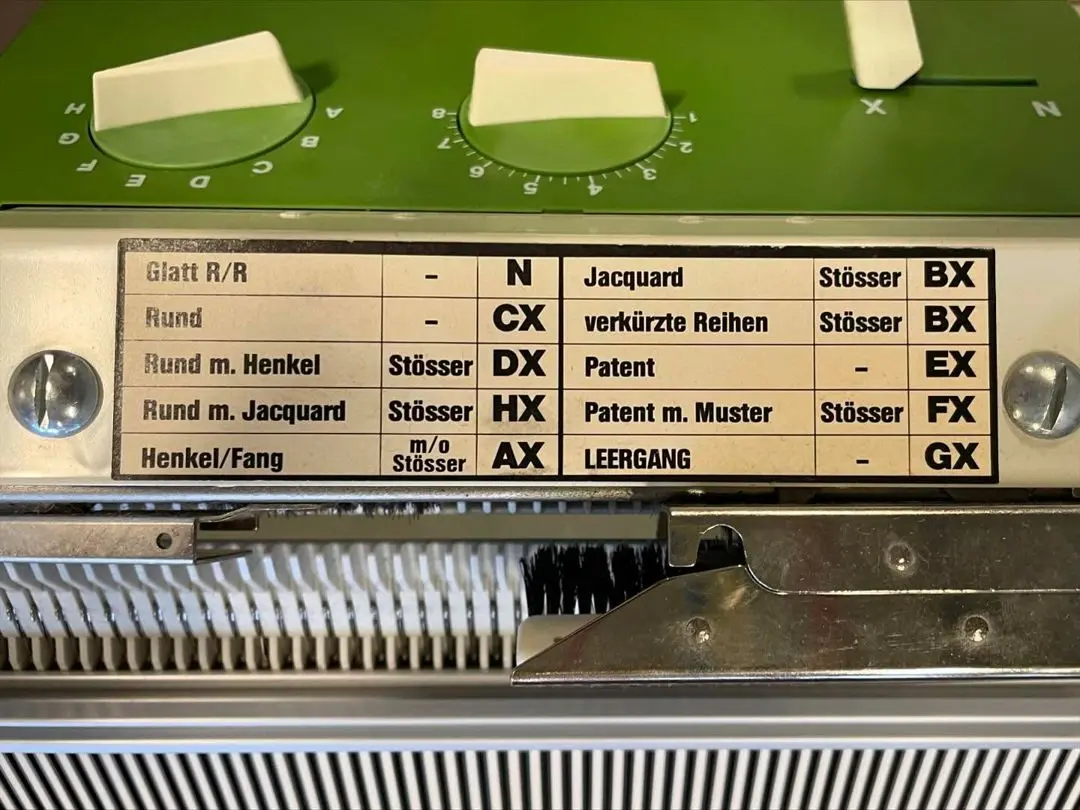 H G F E D C B A
8 7 6 5 4 3 2 1
X N
Glatt R/R - N
Rund - CX
Rund m. Henkel Stösser DX
Rund m. Jacquard Stösser HX
Henkel/Fang m/o Stösser AX
Jacquard Stösser BX
verkürzte Reihen Stösser BX
Patent - EX
Patent m. Muster Stösser FX
LEERGANG - GX